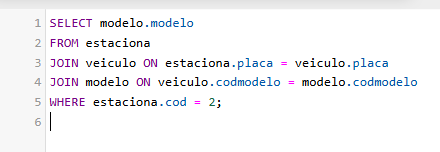 1 SELECT modelo.modelo
2 FROM estaciona
3 JOIN veiculo ON estaciona.placa = veiculo.placa
4 JOIN modelo ON veiculo.codmodelo = modelo.codmodelo
5 WHERE estaciona.cod = 2;
6